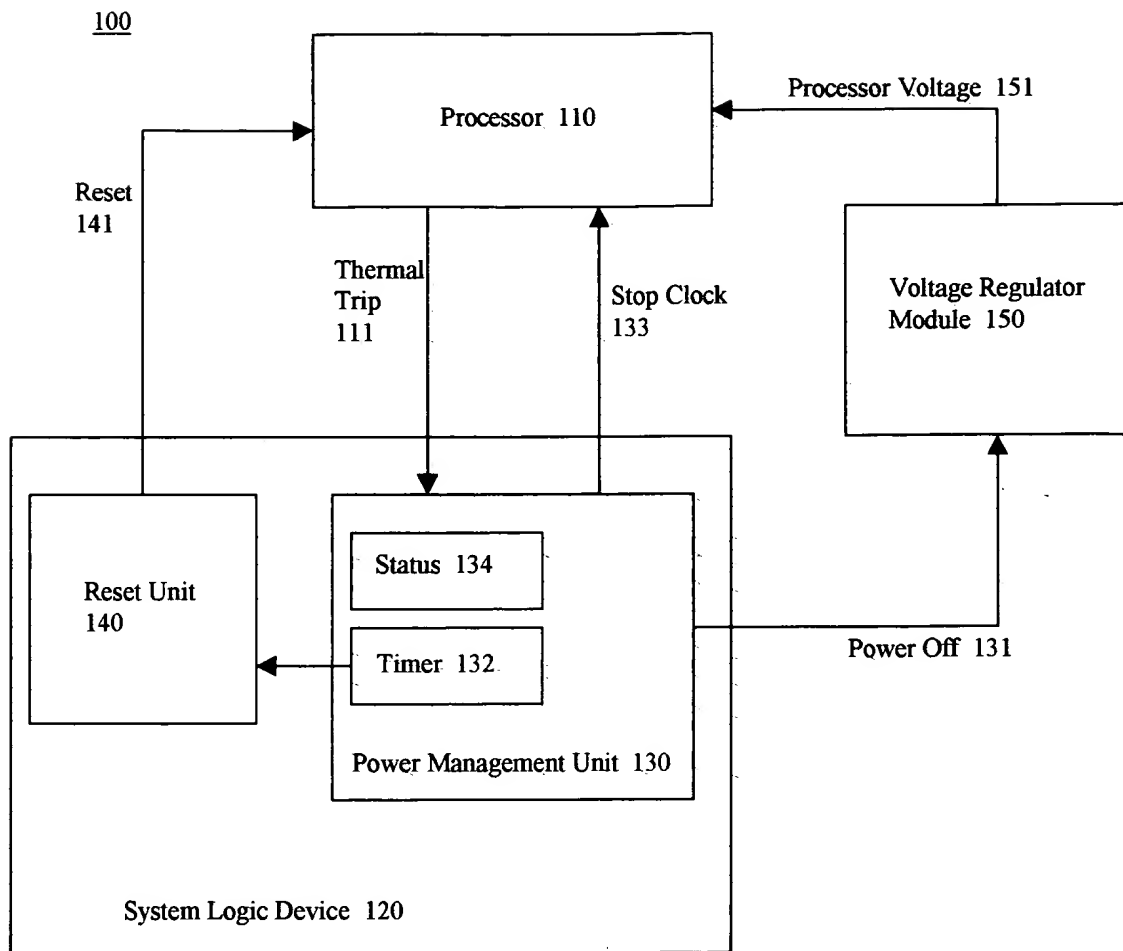 100
Processor 110
Processor Voltage 151
Reset
141
Thermal
Trip
111
Stop Clock
133
Voltage Regulator
Module 150
Status 134
Reset Unit
140
Timer 132
Power Off 131
Power Management Unit 130
System Logic Device 120